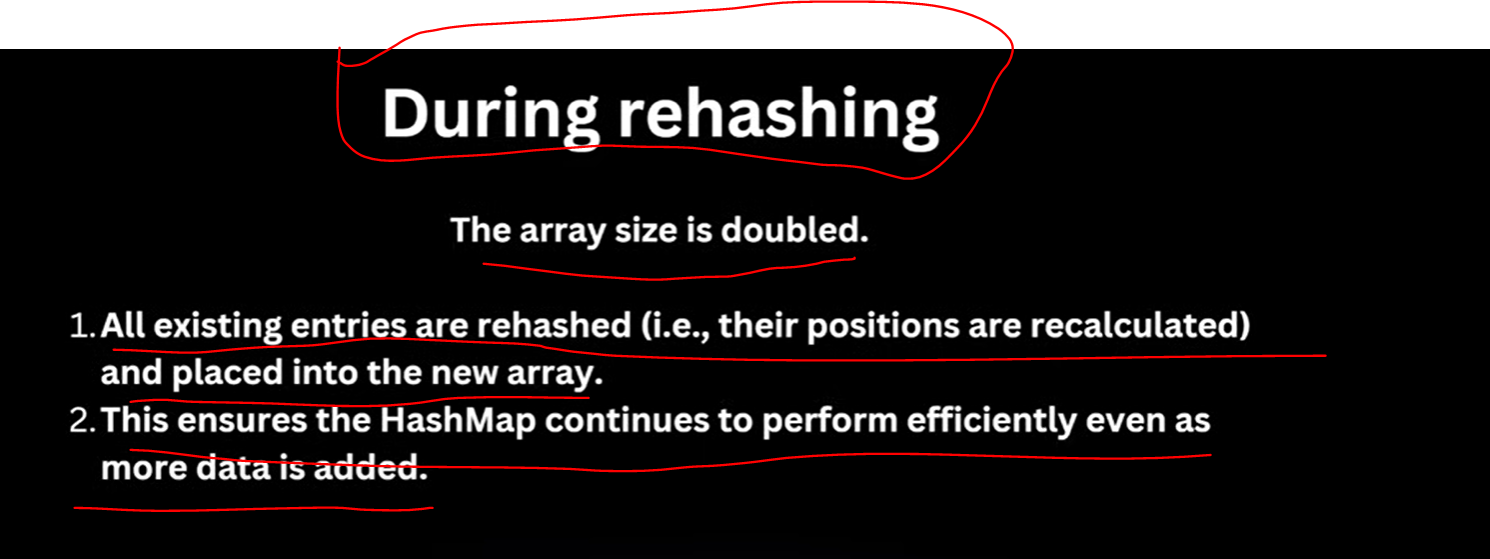 During rehashing
The array size is doubled.
1. All existing entries are rehashed (i.e., their positions are recalculated)
and placed into the new array.
2. This ensures the HashMap continues to perform efficiently even as
more data is added.